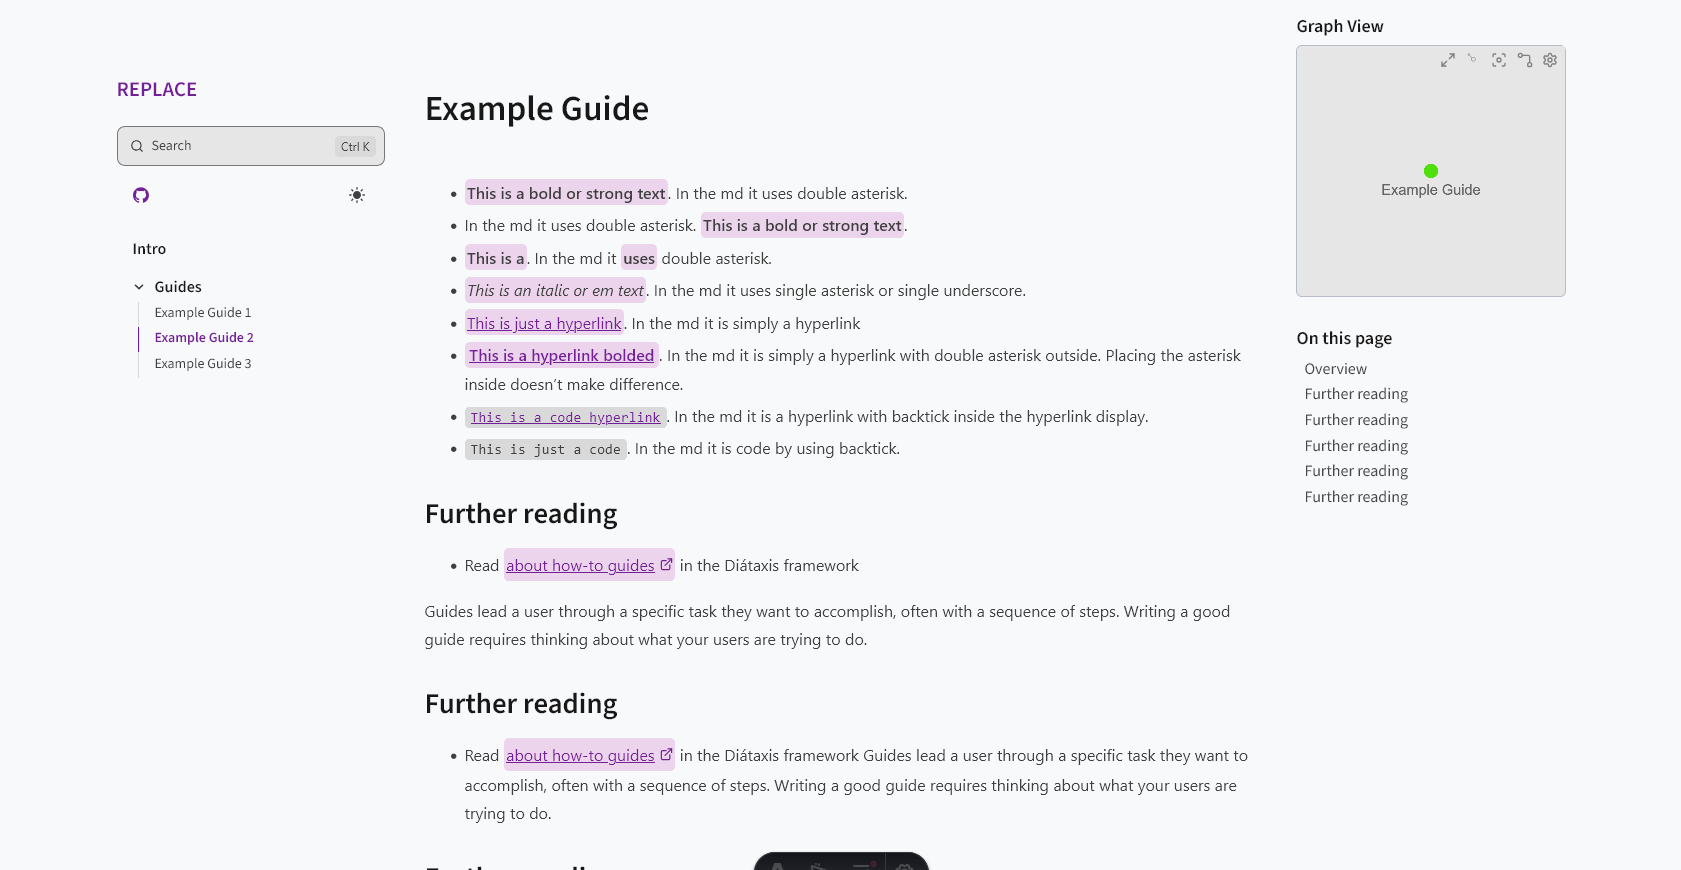 REPLACE
Search
Ctrl K
Intro
Guides
Example Guide 1
Example Guide 2
Example Guide 3
Example Guide
This is a bold or strong text. In the md it uses double asterisk.
In the md it uses double asterisk. This is a bold or strong text.
This is a. In the md it uses double asterisk.
This is an italic or em text. In the md it uses single asterisk or single underscore.
This is just a hyperlink. In the md it is simply a hyperlink
This is a hyperlink bolded. In the md it is simply a hyperlink with double asterisk outside. Placing the asterisk
inside doesn’t make difference.
This is a code hyperlink. In the md it is a hyperlink with backtick inside the hyperlink display.
This is just a code. In the md it is code by using backtick.
Further reading
Read about how-to guides in the Diátaxis framework
Guides lead a user through a specific task they want to accomplish, often with a sequence of steps. Writing a good
guide requires thinking about what your users are trying to do.
Further reading
Read about how-to guides in the Diátaxis framework Guides lead a user through a specific task they want to
accomplish, often with a sequence of steps. Writing a good guide requires thinking about what your users are
trying to do.
Graph View
Example Guide
On this page
Overview
Further reading
Further reading
Further reading
Further reading
Further reading